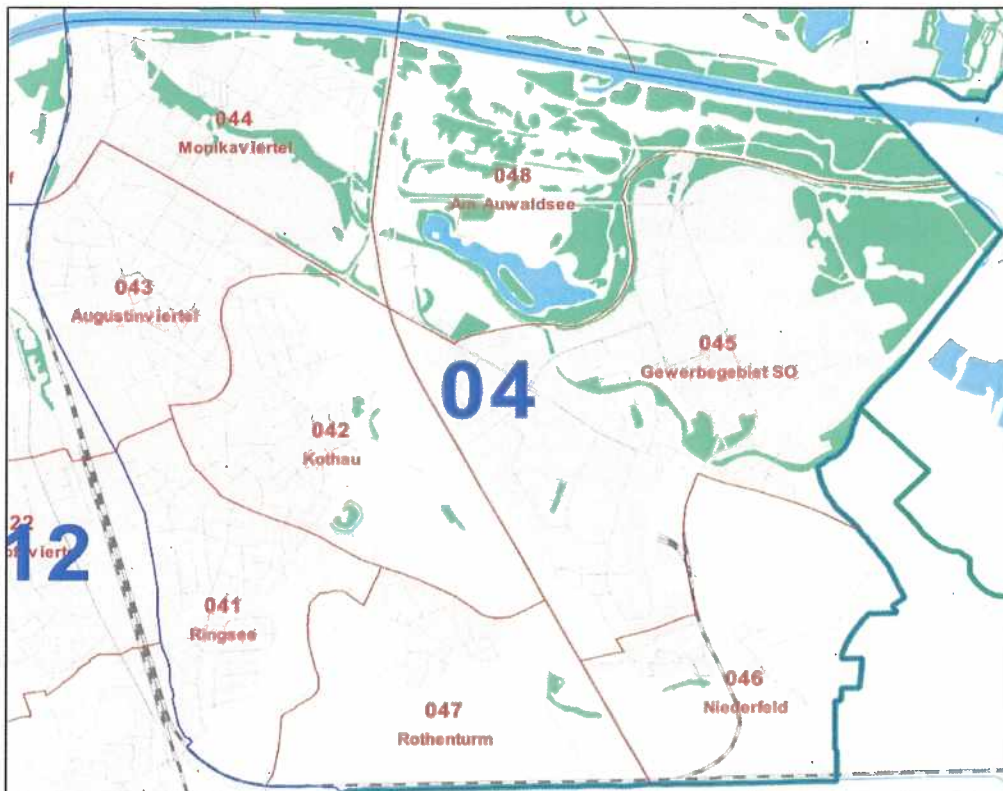 044
Monikaviertel
048
Am Auwaldsee
f
043
Augustinviertel
045
Gewerbegebiet SO
04
042
Kothau
22
12
041
Ringsee
046
Niederfeld
047
Rothenturm